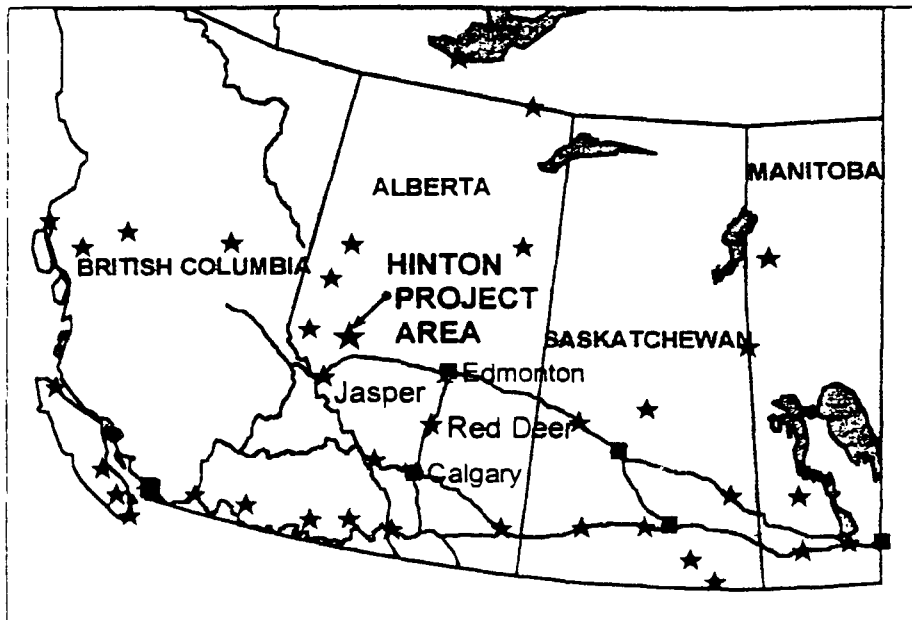 MANITOBA
ALBERTA
BRITISH COLUMBIA
HINTON
PROJECT
AREA
SASKATCHEWAN
Edmonton
Jasper
Red Deer
Calgary